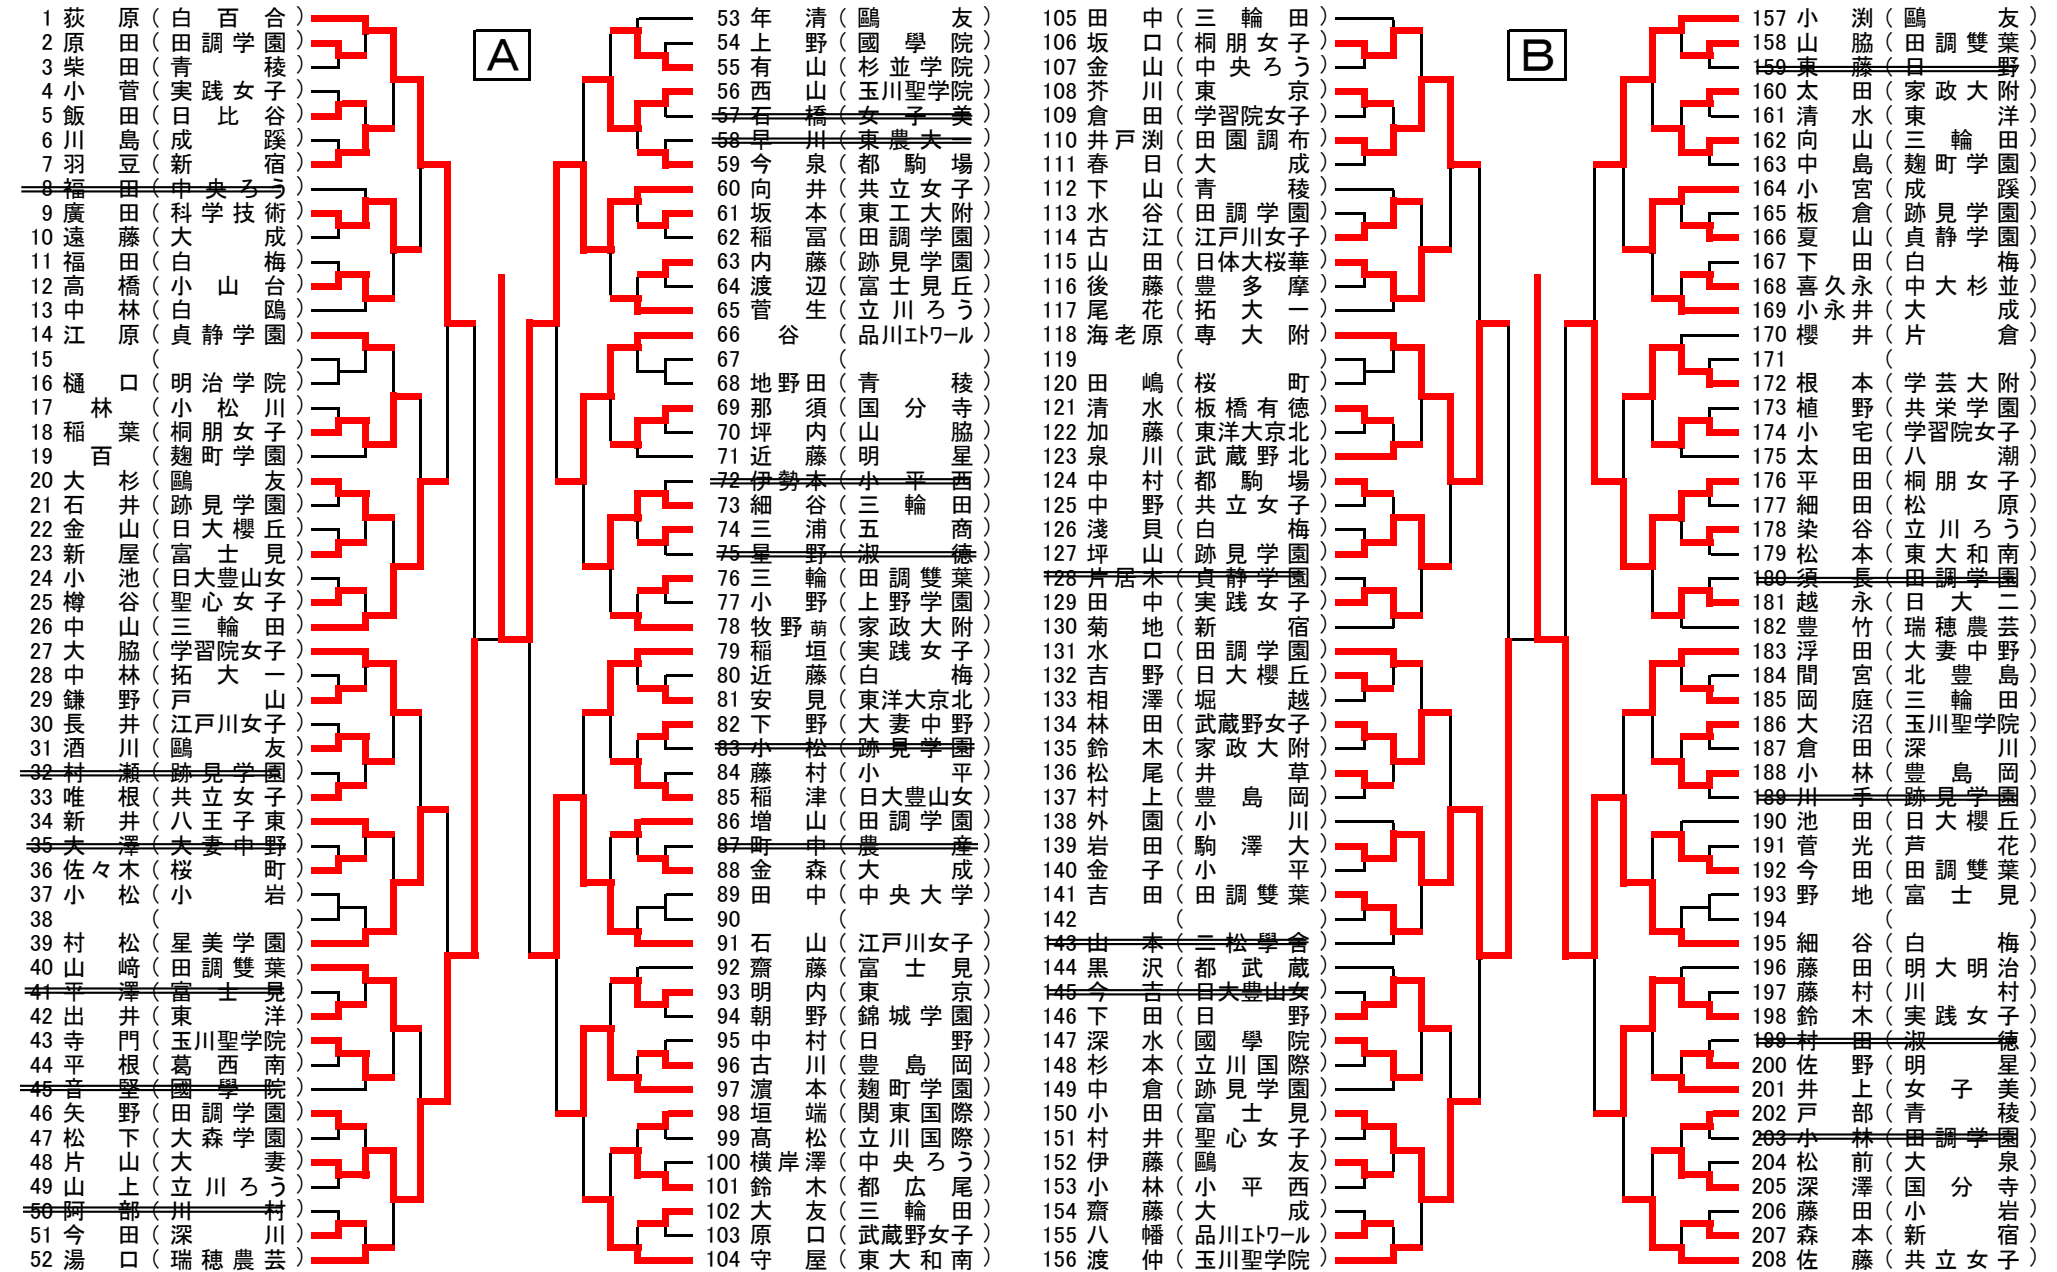 A
B
1 荻原（白百合）
2 原田（田調学園）
3 柴田（青稜）
4 小菅（実践女子）
5 飯田（日比谷）
6 川島（成蹊）
7 羽豆（新宿）
8 福田（中央ろう）
9 廣田（科学技術）
10 遠藤（大成）
11 福田（白梅）
12 高橋（小山台）
13 中林（白鴎）
14 江原（貞静学園）
15 （ ）
16 樋口（明治学院）
17 林（小松川）
18 稲葉（桐朋女子）
19 百（麹町学園）
20 大杉（鷗友）
21 石井（跡見学園）
22 金山（日大櫻丘）
23 新屋（富士見）
24 小池（日大豊山女）
25 樽谷（聖心女子）
26 中山（三輪田）
27 大脇（学習院女子）
28 中林（拓大一）
29 鎌野（戸山）
30 長井（江戸川女子）
31 酒川（鷗友）
32 村瀬（跡見学園）
33 唯根（共立女子）
34 新井（八王子東）
35 大澤（大妻中野）
36 佐々木（桜町）
37 小松（小岩）
38 （ ）
39 村松（星美学園）
40 山﨑（田調雙葉）
41 平澤（富士見）
42 出井（東洋）
43 寺門（玉川聖学院）
44 平根（葛西南）
45 音堅（國學院）
46 矢野（田調学園）
47 松下（大森学園）
48 片山（大妻）
49 山上（立川ろう）
50 阿部（川村）
51 今田（深川）
52 湯口（瑞穂農芸）
53 年清（鷗友）
54 上野（國學院）
55 有山（杉並学院）
56 西山（玉川聖学院）
57 石橋（女子美）
58 早川（東農大一）
59 今泉（都駒場）
60 向井（共立女子）
61 坂本（東工大附）
62 稲冨（田調学園）
63 内藤（跡見学園）
64 渡辺（富士見丘）
65 菅生（立川ろう）
66 谷（品川エトワール）
67 （ ）
68 地野田（青稜）
69 那須（国分寺）
70 坪内（山脇）
71 近藤（明星）
72 伊勢本（小平西）
73 細谷（三輪田）
74 三浦（五商）
75 星野（淑徳）
76 三輪（田調雙葉）
77 小野（上野学園）
78 牧野萌（家政大附）
79 稲垣（実践女子）
80 近藤（白梅）
81 安見（東洋大京北）
82 下野（大妻中野）
83 小松（跡見学園）
84 藤村（小平）
85 稲津（日大豊山女）
86 増山（田調学園）
87 町中（農産）
88 金森（大成）
89 田中（中央大学）
90 （ ）
91 石山（江戸川女子）
92 齋藤（富士見）
93 明内（東京）
94 朝野（錦城学園）
95 中村（日野）
96 古川（豊島岡）
97 濵本（麹町学園）
98 垣端（関東国際）
99 髙松（立川国際）
100 横岸澤（中央ろう）
101 鈴木（都広尾）
102 大友（三輪田）
103 原口（武蔵野女子）
104 守屋（東大和南）
105 田中（三輪田）
106 坂口（桐朋女子）
107 金山（中央ろう）
108 芥川（東京）
109 倉田（学習院女子）
110 井戸渕（田園調布）
111 春日（大成）
112 下山（青稜）
113 水谷（田調学園）
114 古江（江戸川女子）
115 山田（日体大桜華）
116 後藤（豊多摩）
117 尾花（拓大一）
118 海老原（専大附）
119 （ ）
120 田嶋（桜町）
121 清水（板橋有徳）
122 加藤（東洋大京北）
123 泉川（武蔵野北）
124 中村（都駒場）
125 中野（共立女子）
126 淺貝（白梅）
127 坪山（跡見学園）
128 片居木（貞静学園）
129 田中（実践女子）
130 菊地（新宿）
131 水口（田調学園）
132 吉野（日大櫻丘）
133 相澤（堀越）
134 林田（武蔵野女子）
135 鈴木（家政大附）
136 松尾（井草）
137 村上（豊島岡）
138 外園（小川）
139 岩田（駒澤大）
140 金子（小平）
141 吉田（田調雙葉）
142 （ ）
143 山本（二松學舎）
144 黒沢（都武蔵）
145 今吉（日大豊山女）
146 下田（日野）
147 深水（國學院）
148 杉本（立川国際）
149 中倉（跡見学園）
150 小田（富士見）
151 村井（聖心女子）
152 伊藤（鷗友）
153 小林（小平西）
154 齋藤（大成）
155 八幡（品川エトワール）
156 渡仲（玉川聖学院）
157 小渕（鷗友）
158 山脇（田調雙葉）
159 東藤（日野）
160 太田（家政大附）
161 清水（東洋）
162 向山（三輪田）
163 中島（麹町学園）
164 小宮（成蹊）
165 板倉（跡見学園）
166 夏山（貞静学園）
167 下田（白梅）
168 喜久永（中大杉並）
169 小永井（大成）
170 櫻井（片倉）
171 （ ）
172 根本（学芸大附）
173 植野（共栄学園）
174 小宅（学習院女子）
175 太田（八潮）
176 平田（桐朋女子）
177 細田（松原）
178 染谷（立川ろう）
179 松本（東大和南）
180 須長（田調学園）
181 越永（日大二）
182 豊竹（瑞穂農芸）
183 浮田（大妻中野）
184 間宮（北豊島）
185 岡庭（三輪田）
186 大沼（玉川聖学院）
187 倉田（深川）
188 小林（豊島岡）
189 川手（跡見学園）
190 池田（日大櫻丘）
191 菅光（芦花）
192 今田（田調雙葉）
193 野地（富士見）
194 （ ）
195 細谷（白梅）
196 藤田（明大明治）
197 藤村（川村）
198 鈴木（実践女子）
199 村田（淑徳）
200 佐野（明星）
201 井上（女子美）
202 戸部（青稜）
203 小林（田調学園）
204 松前（大泉）
205 深澤（国分寺）
206 藤田（小岩）
207 森本（新宿）
208 佐藤（共立女子）